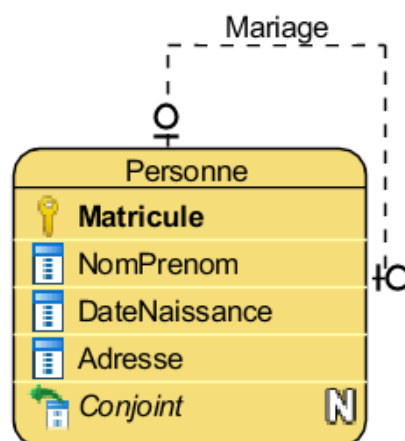 Mariage
Personne
Matricule
NomPrenom
DateNaissance
Adresse
Conjoint N